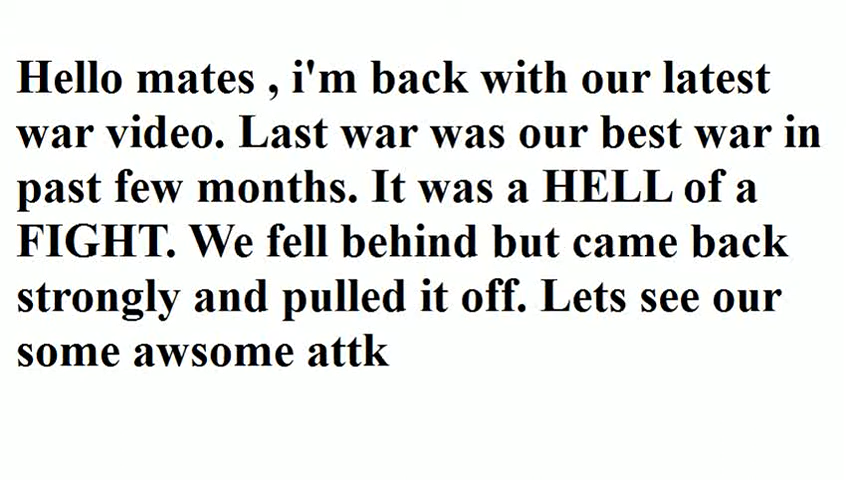 Hello mates , i'm back with our latest
war video. Last war was our best war in
past few months. It was a HELL of a
FIGHT. We fell behind but came back
strongly and pulled it off. Lets see our
some awsome attk